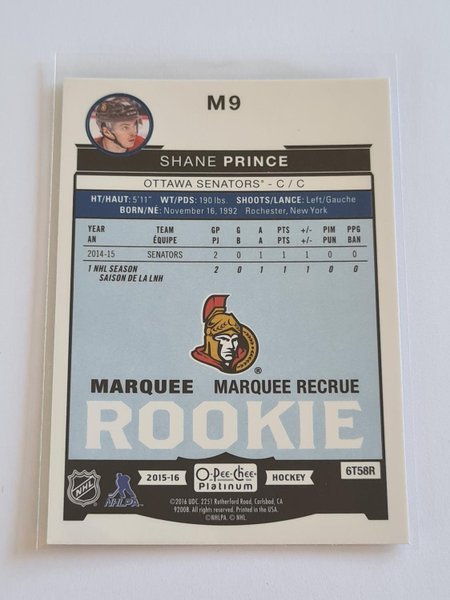 M9
SHANE PRINCE
OTTAWA SENATORS® - C / C
HT/HAUT: 5'11" WT/PDS: 190 lbs. SHOOTS/LANCE: Left/Gauche
BORN/NÉ: November 16, 1992 Rochester, New York
YEAR TEAM GP G A PTS +/- PIM PPG
AN ÉQUIPE PJ B A PTS +/- PUN BAN
2014-15 SENATORS 2 0 1 1 1 0 0
1 NHL SEASON 2 0 1 1 1 0 0
SAISON DE LA LNH
®
MARQUEE MARQUEE RECRUE
ROOKIE
2015-16 O-Pee-Chee Platinum HOCKEY 6T58R
NHL NHLPA
©2016 UDC. 2251 Rutherford Road, Carlsbad, CA
92008. All rights reserved. Printed in the USA.
©NHLPA. © NHL.